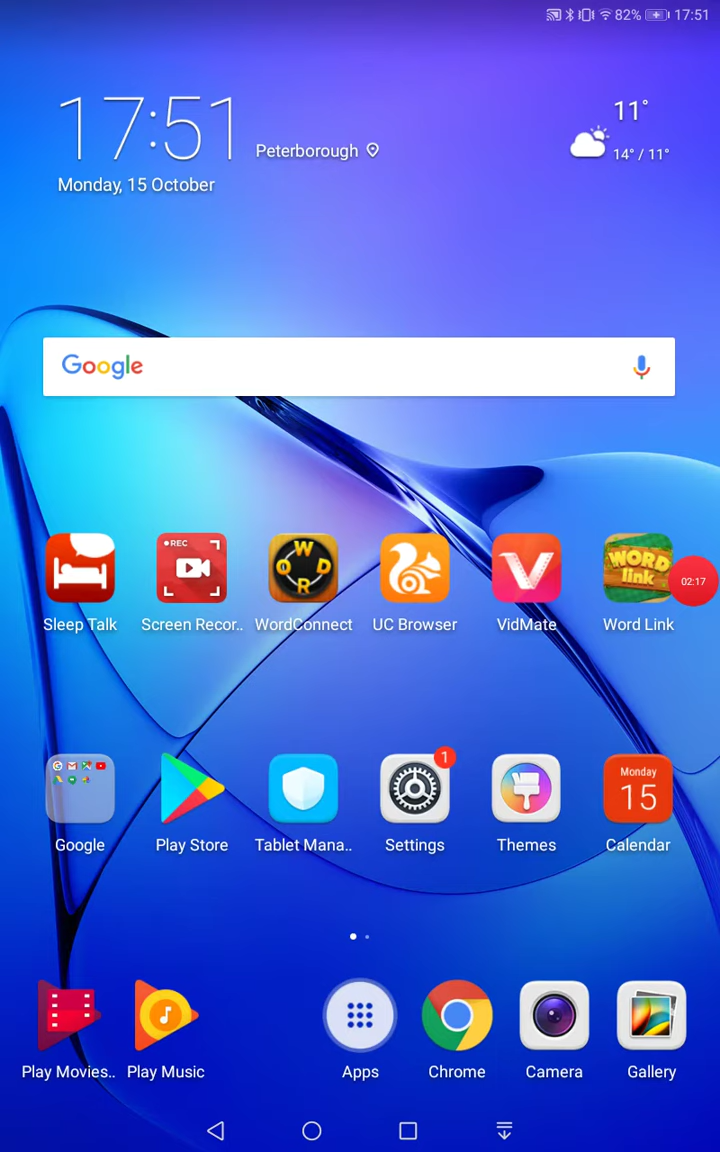 82% 17:51
17:51
Peterborough
Monday, 15 October
11°
14° / 11°
Google
REC
WORD
WORD
link
02:17
Sleep Talk
Screen Recor..
WordConnect
UC Browser
VidMate
Word Link
1
Monday
15
Google
Play Store
Tablet Mana..
Settings
Themes
Calendar
Play Movies..
Play Music
Apps
Chrome
Camera
Gallery